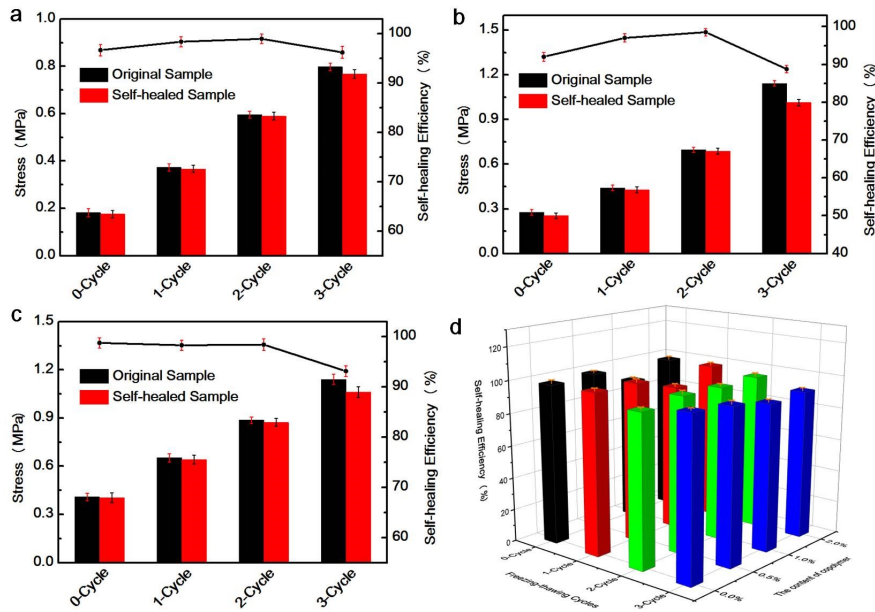 a
1.0
0.8
0.6
0.4
0.2
0.0
Stress（MPa）
100
90
80
70
60
Self-healing Efficiency（%）
Original Sample
Self-healed Sample
0-Cycle
1-Cycle
2-Cycle
3-Cycle
b
1.5
1.2
0.9
0.6
0.3
0.0
Stress（MPa）
100
90
80
70
60
50
40
Self-healing Efficiency（%）
Original Sample
Self-healed Sample
0-Cycle
1-Cycle
2-Cycle
3-Cycle
c
1.5
1.2
0.9
0.6
0.3
0.0
Stress（MPa）
100
90
80
70
60
Self-healing Efficiency（%）
Original Sample
Self-healed Sample
0-Cycle
1-Cycle
2-Cycle
3-Cycle
d
120
100
80
60
40
20
0
Self-healing Efficiency（%）
0-Cycle
1-Cycle
2-Cycle
3-Cycle
Freezing-thawing Cycles
0.0%
0.5%
1.0%
2.0%
The content of copolymer